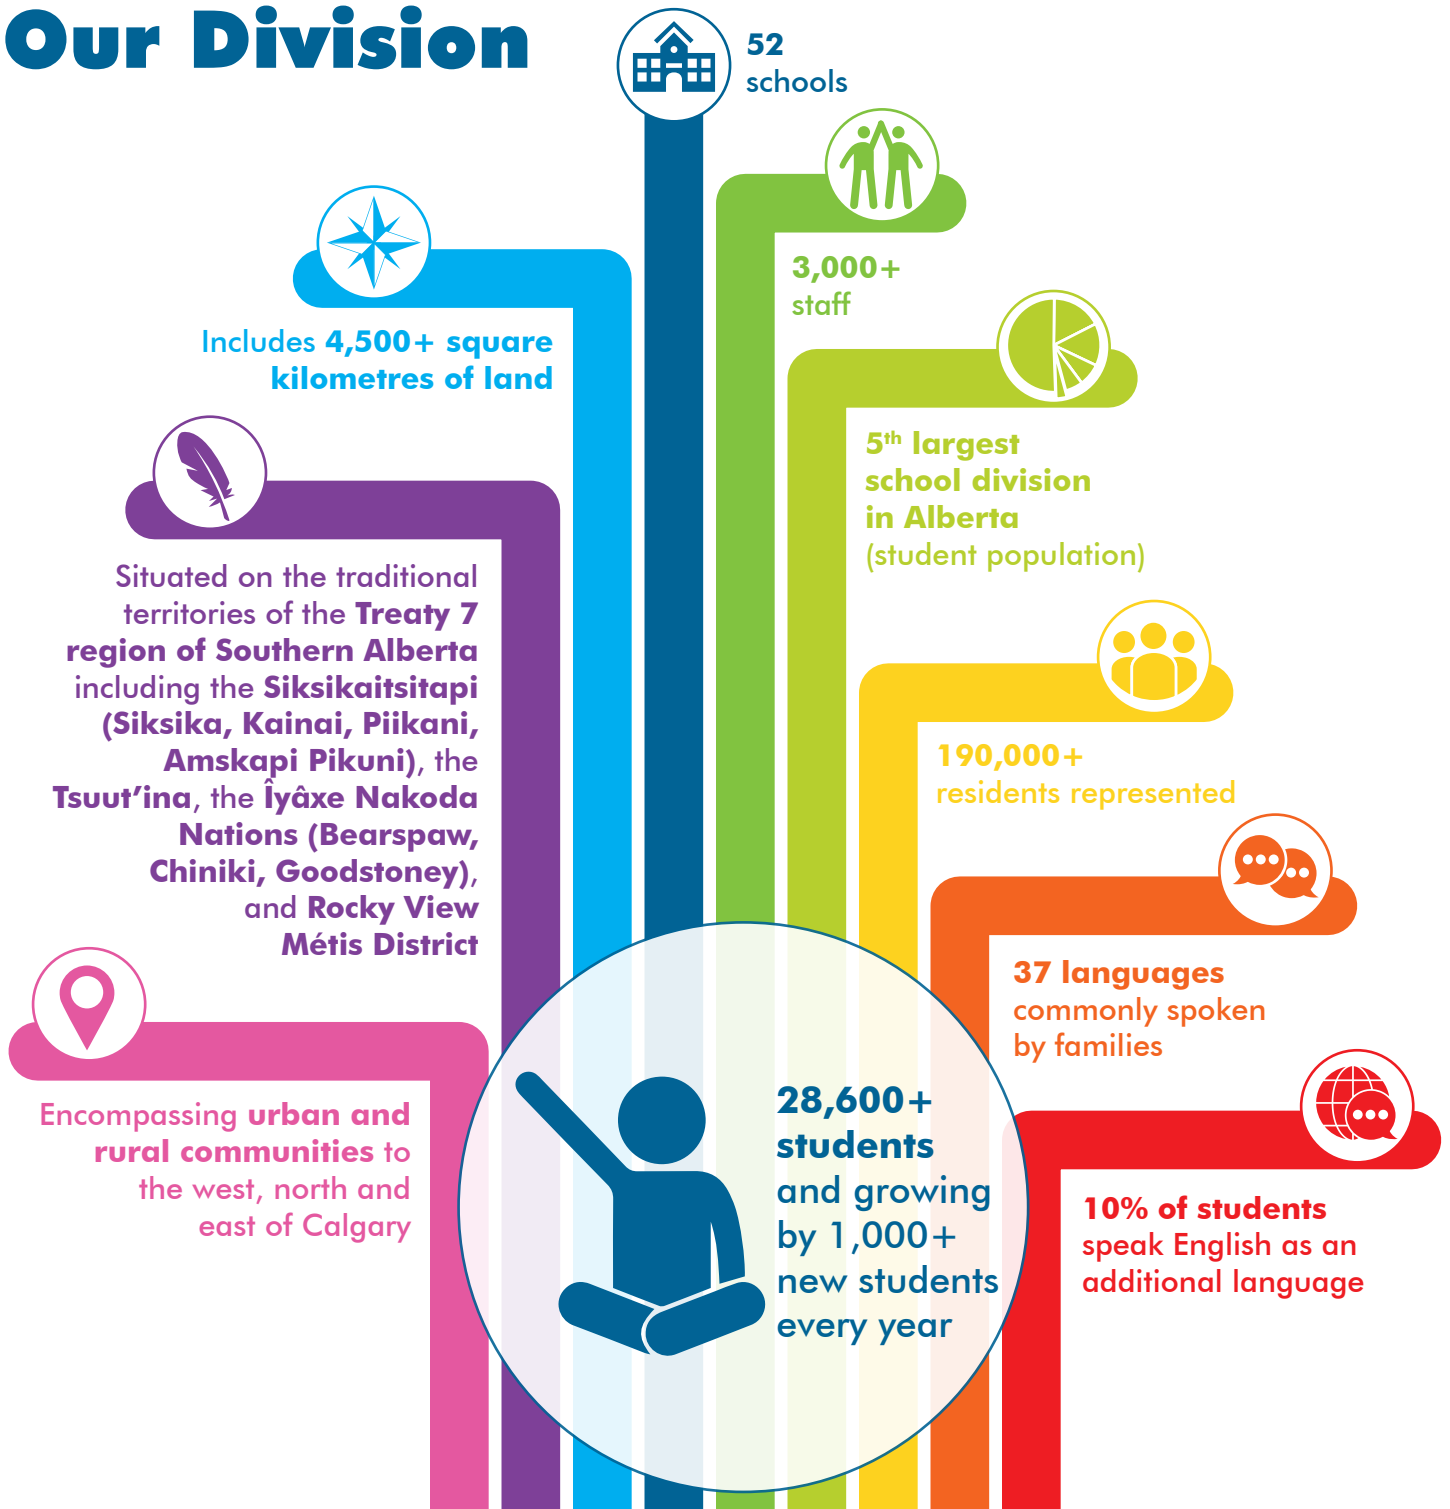 Our Division
52
schools
3,000+
staff
Includes 4,500+ square
kilometres of land
5th largest
school division
in Alberta
(student population)
Situated on the traditional
territories of the Treaty 7
region of Southern Alberta
including the Siksikaitsitapi
(Siksika, Kainai, Piikani,
Amskapi Pikuni), the
Tsuut’ina, the Îyâxe Nakoda
Nations (Bearspaw,
Chiniki, Goodstoney),
and Rocky View
Métis District
190,000+
residents represented
37 languages
commonly spoken
by families
Encompassing urban and
rural communities to
the west, north and
east of Calgary
28,600+
students
and growing
by 1,000+
new students
every year
10% of students
speak English as an
additional language